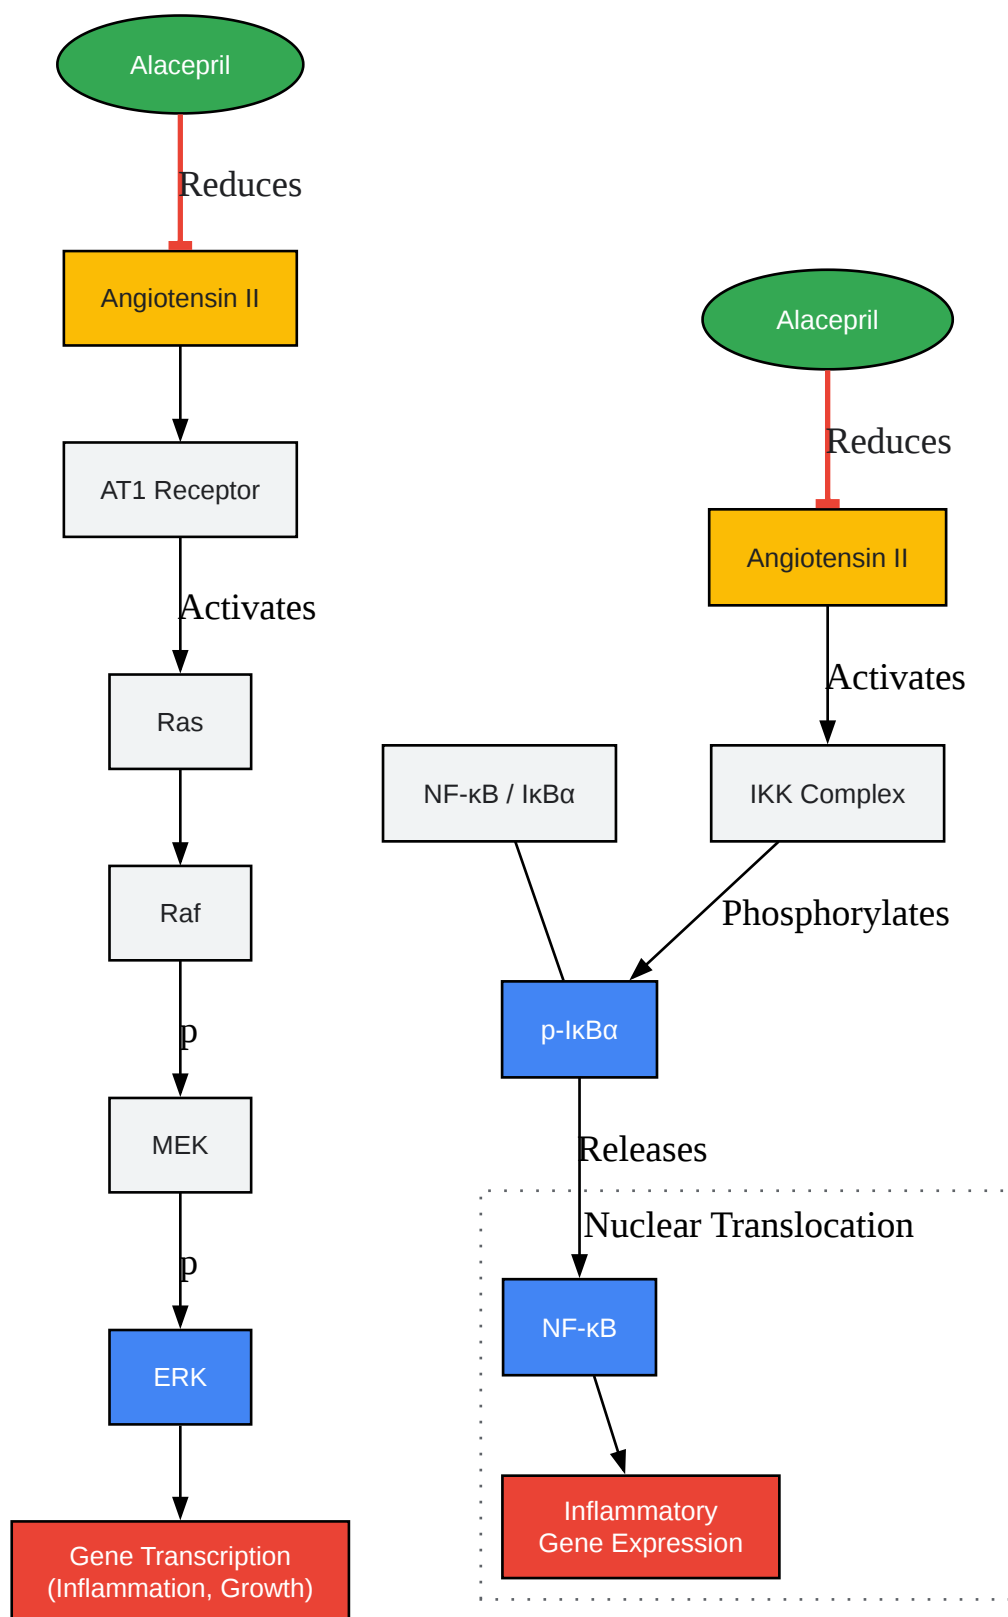 Alacepril
Reduces
Angiotensin II
AT1 Receptor
Activates
Ras
Raf
p
MEK
p
ERK
Gene Transcription
(Inflammation, Growth)
Alacepril
Reduces
Angiotensin II
Activates
NF-κB / IκBα
IKK Complex
Phosphorylates
p-IκBα
Releases
Nuclear Translocation
NF-κB
Inflammatory
Gene Expression